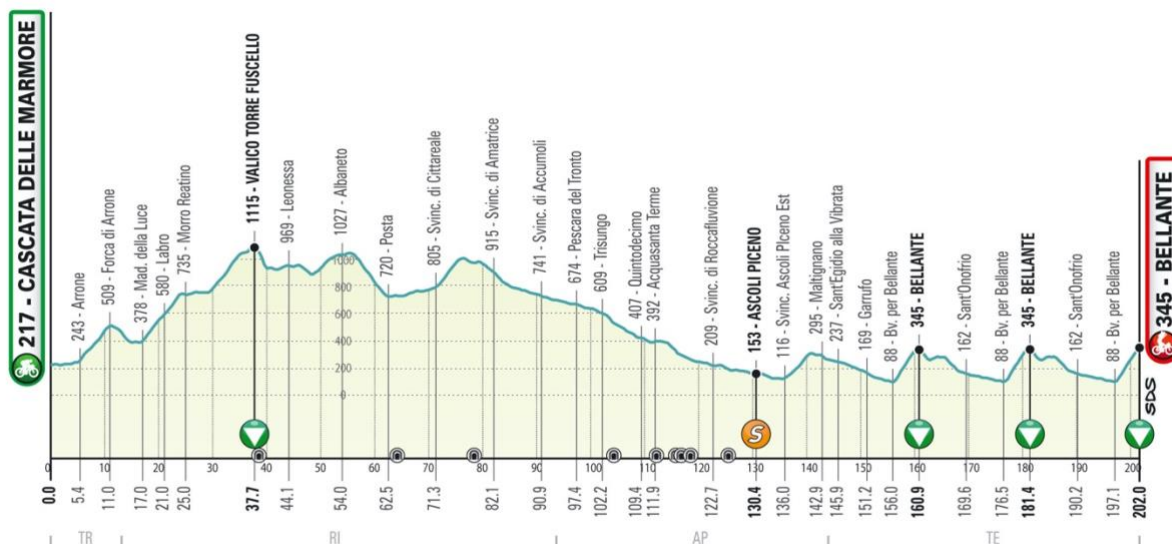 217 - CASCATA DELLE MARMORE
243 - Arrone
509 - Forca di Arrone
378 - Mad. della Luce
580 - Labro
735 - Morro Reatino
1115 - VALICO TORRE FUSCELLO
969 - Leonessa
1027 - Albaneto
720 - Posta
805 - Svinc. di Cittareale
915 - Svinc. di Amatrice
741 - Svinc. di Accumoli
674 - Pescara del Tronto
609 - Trisungo
407 - Quintodecimo
392 - Acquasanta Terme
209 - Svinc. di Roccafluvione
153 - ASCOLI PICENO
116 - Svinc. Ascoli PIceno Est
295 - Maltignano
237 - Sant'Egidio alla Vibrata
169 - Garrufo
88 - Bv. per Bellante
345 - BELLANTE
162 - Sant'Onofrio
88 - Bv. per Bellante
345 - BELLANTE
162 - Sant'Onofrio
88 - Bv. per Bellante
345 - BELLANTE
1000
800
600
400
200
0
S
SDS
0 10 20 30 40 50 60 70 80 90 100 110 120 130 140 150 160 170 180 190 200
0.0 5.4 11.0 17.0 21.0 25.0 37.7 44.1 54.0 62.5 71.3 82.1 90.9 97.4 102.2 109.4 111.9 122.7 130.4 136.0 142.9 145.9 151.2 156.0 160.9 169.6 176.5 181.4 190.2 197.1 202.0
TR RI AP TE